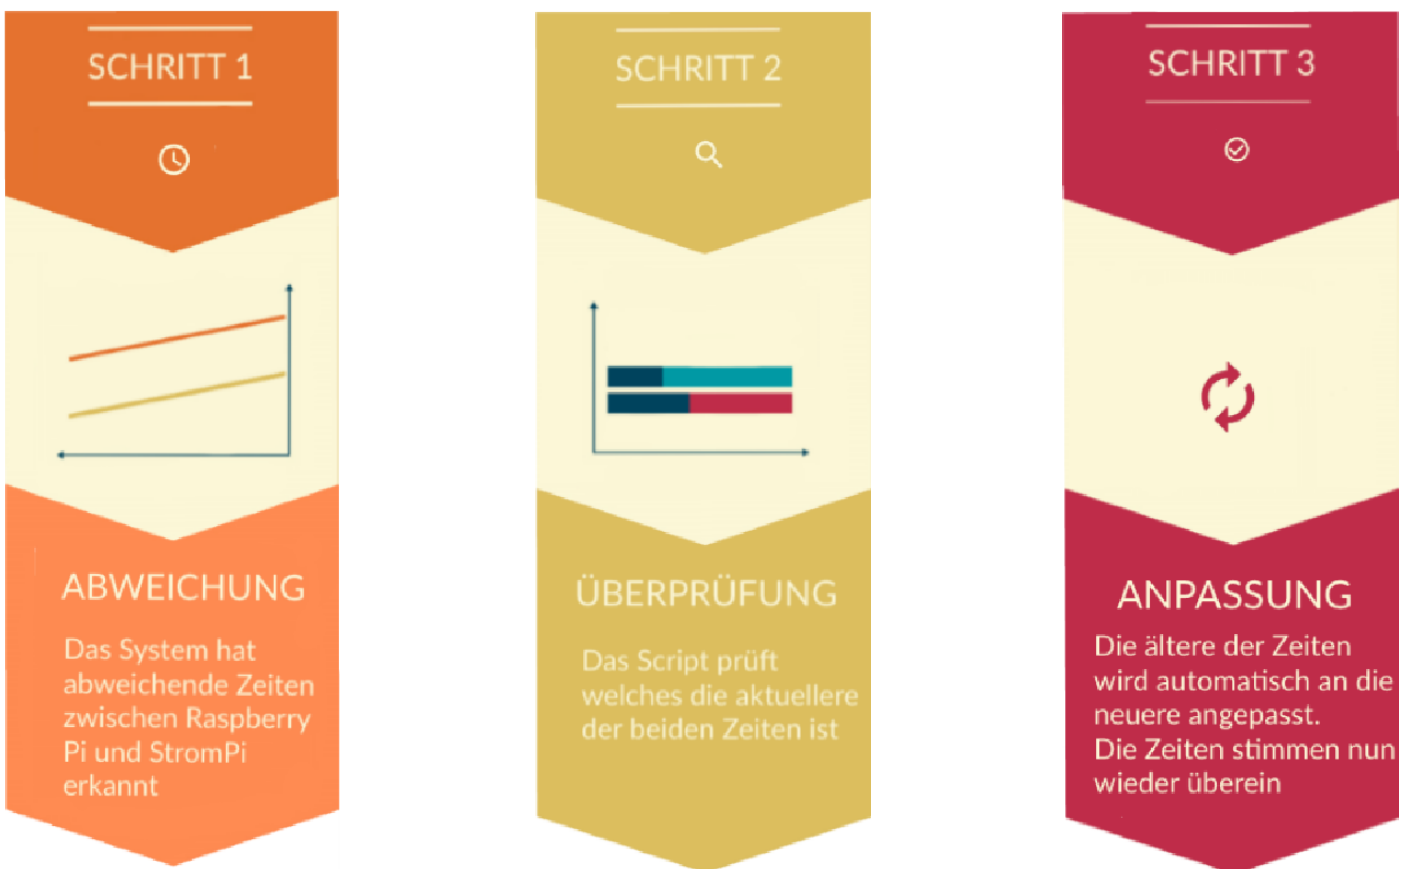 SCHRITT 1
ABWEICHUNG
Das System hat
abweichende Zeiten
zwischen Raspberry
Pi und StromPi
erkannt
SCHRITT 2
ÜBERPRÜFUNG
Das Script prüft
welches die aktuellere
der beiden Zeiten ist
SCHRITT 3
ANPASSUNG
Die ältere der Zeiten
wird automatisch an die
neuere angepasst.
Die Zeiten stimmen nun
wieder überein